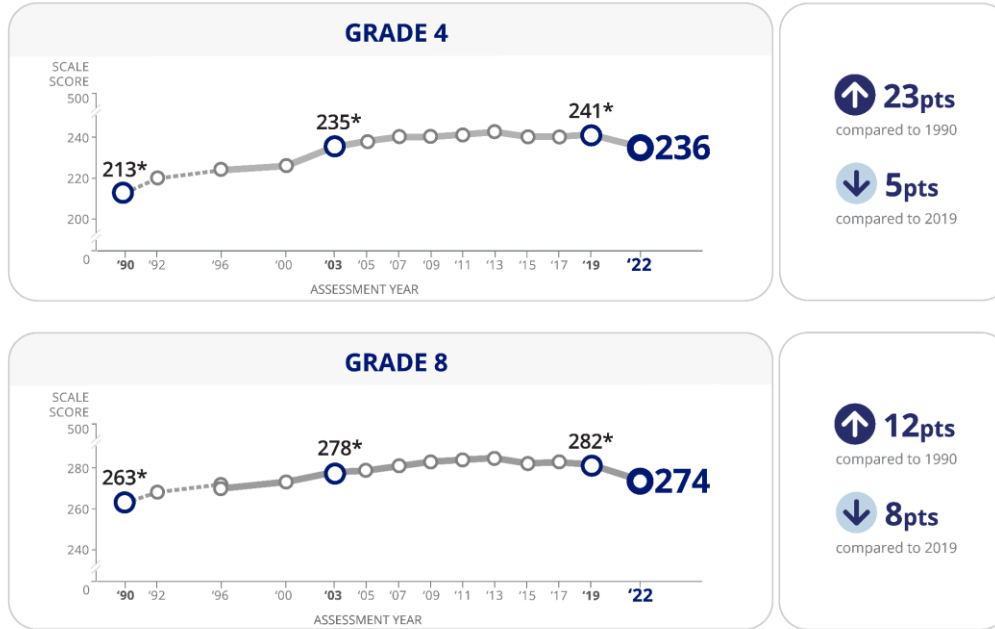 GRADE 4
SCALE
SCORE
500
240
220
200
0
213*
235*
241*
236
‘90 ‘92 ‘96 ‘00 ‘03 ‘05 ‘07 ‘09 ‘11 ‘13 ‘15 ‘17 ‘19 ‘22
ASSESSMENT YEAR
23pts
compared to 1990
5pts
compared to 2019
GRADE 8
SCALE
SCORE
500
280
260
240
0
263*
278*
282*
274
‘90 ‘92 ‘96 ‘00 ‘03 ‘05 ‘07 ‘09 ‘11 ‘13 ‘15 ‘17 ‘19 ‘22
ASSESSMENT YEAR
12pts
compared to 1990
8pts
compared to 2019